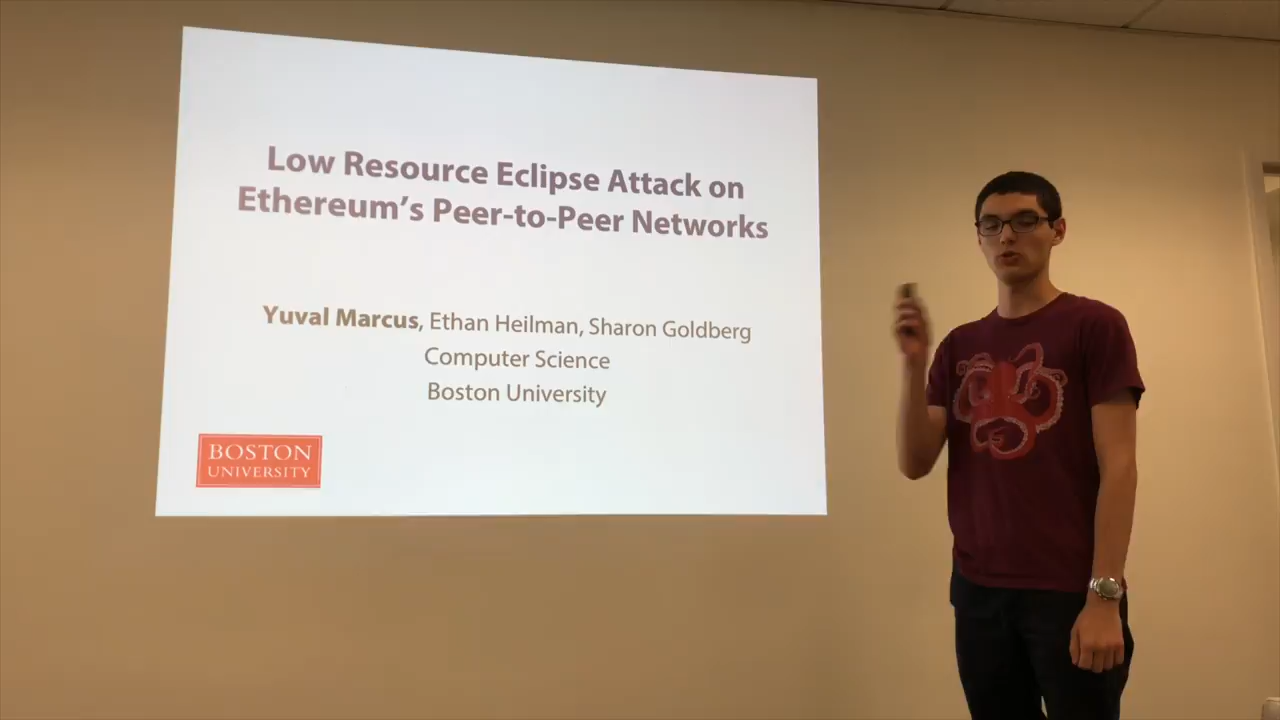 Low Resource Eclipse Attack on
Ethereum's Peer-to-Peer Networks
Yuval Marcus, Ethan Heilman, Sharon Goldberg
Computer Science
Boston University
BOSTON
UNIVERSITY